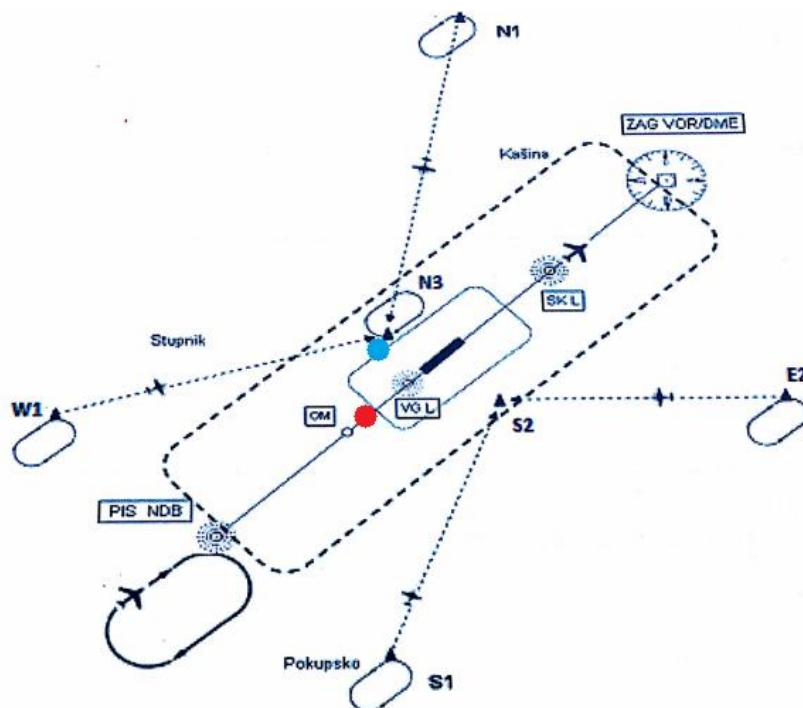 N1
ZAG VOR/DME
Kašina
N3
SK L
Stupnik
E2
W1
VG L
OM
S2
PIS NDB
Pokupsko
S1